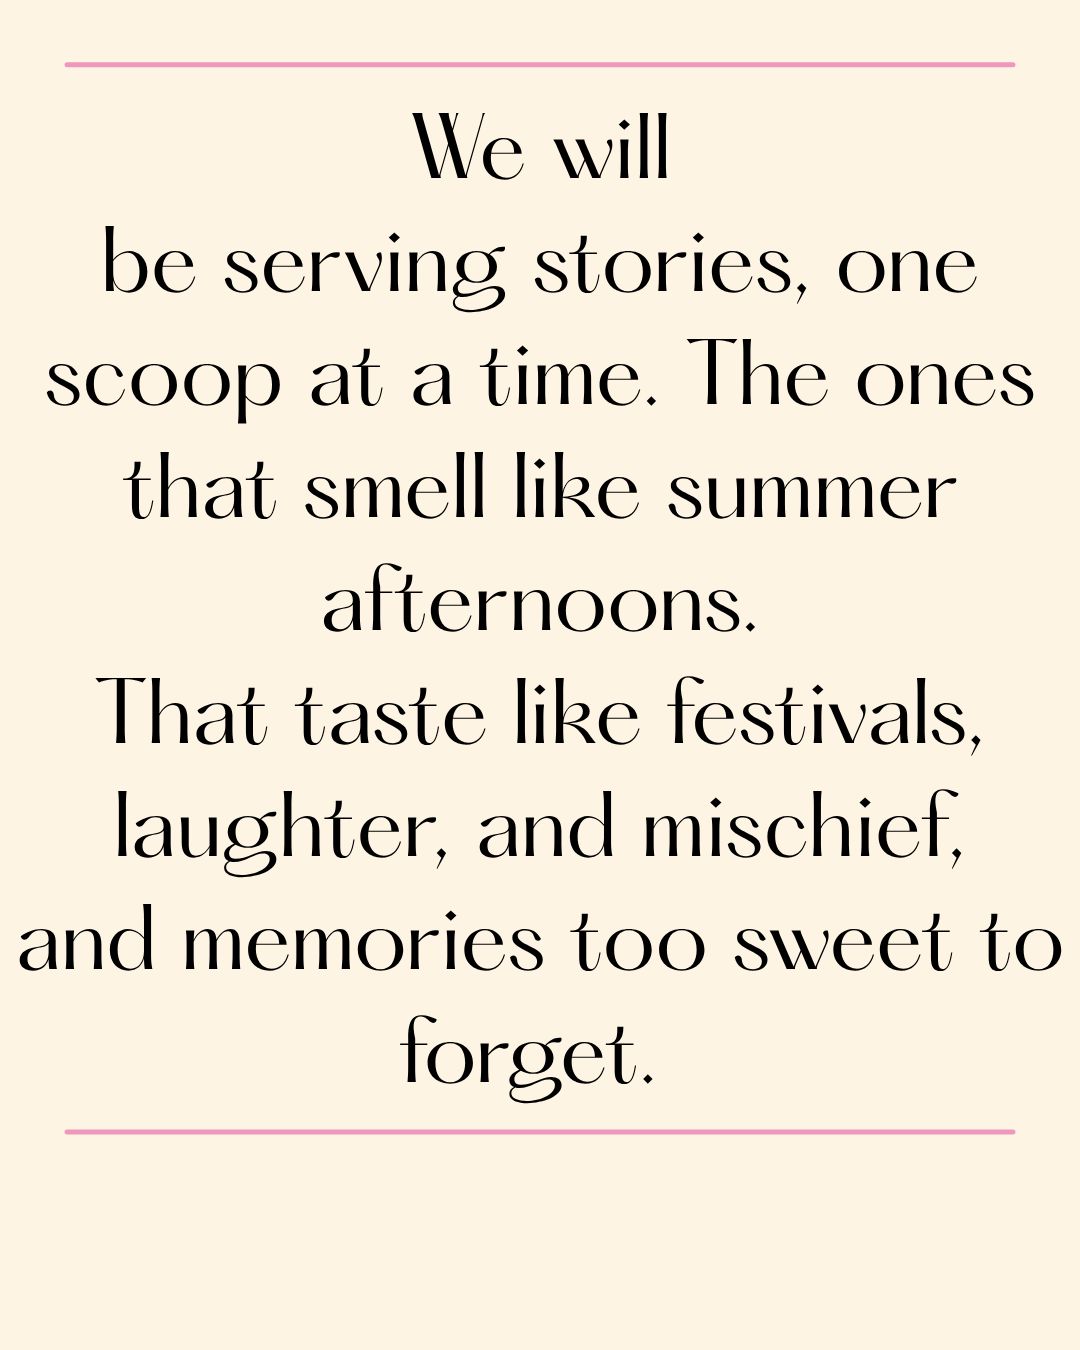 We will
be serving stories, one
scoop at a time. The ones
that smell like summer
afternoons.
That taste like festivals,
laughter, and mischief,
and memories too sweet to
forget.